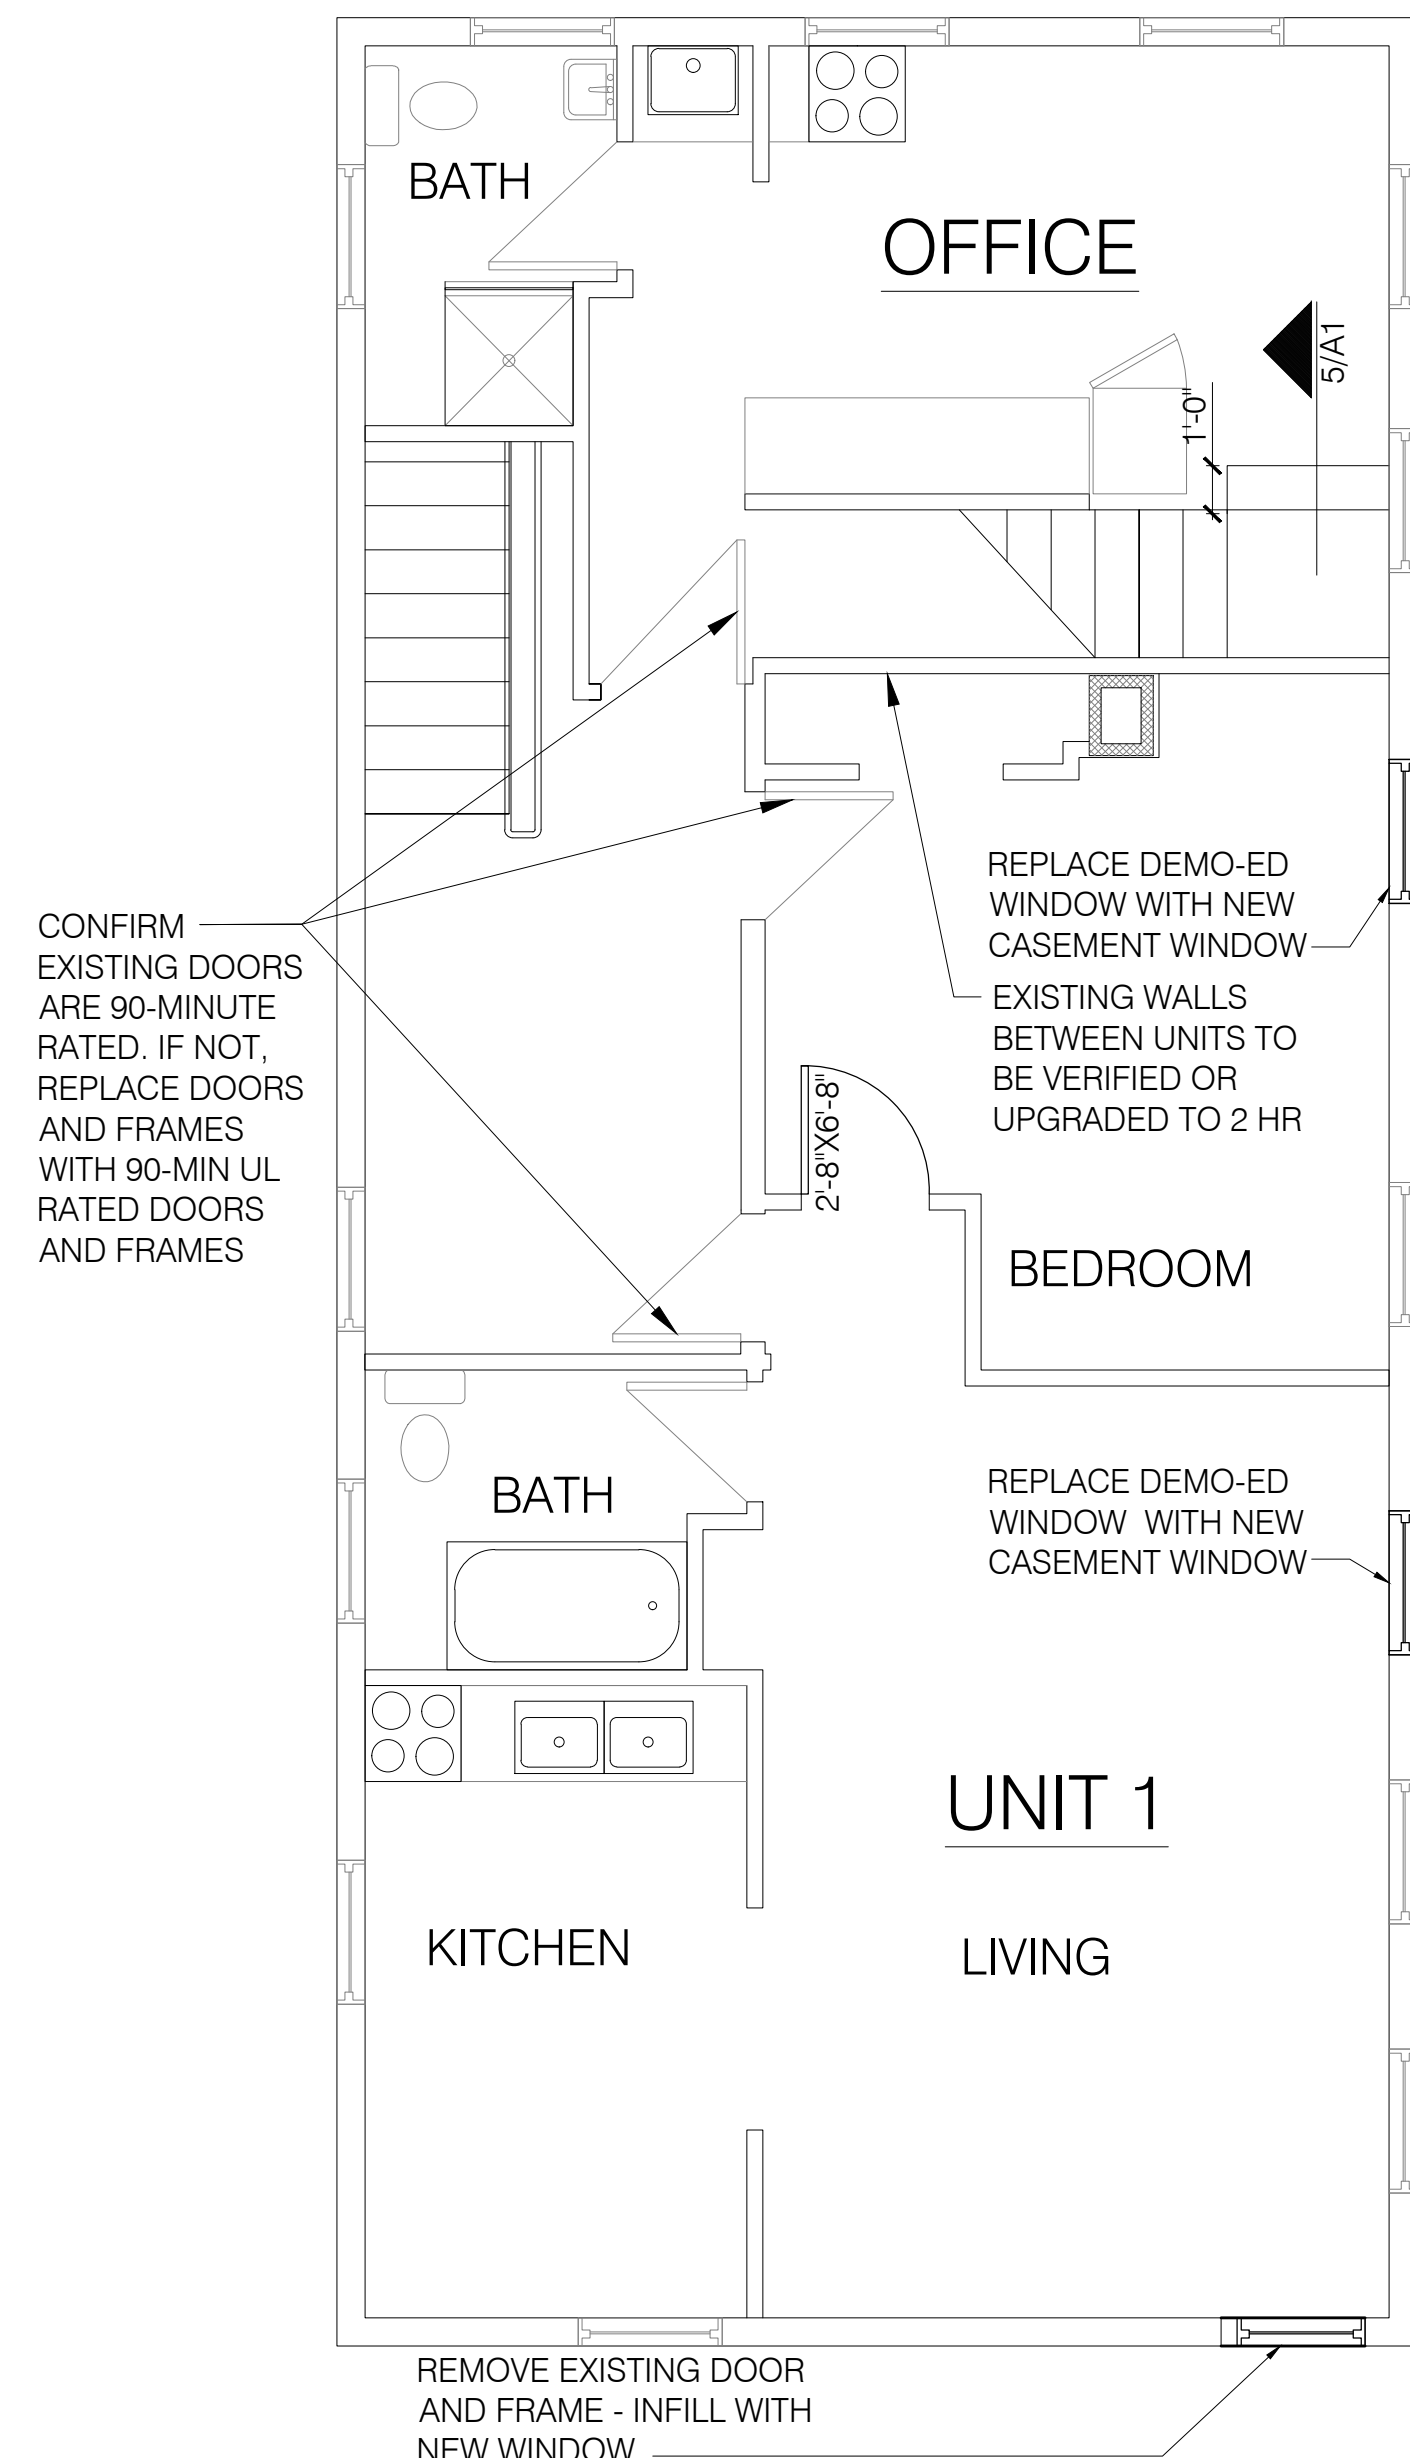 BATH
OFFICE
5/A1
1'-0"
REPLACE DEMO-ED
WINDOW WITH NEW
CASEMENT WINDOW
EXISTING WALLS
BETWEEN UNITS TO
BE VERIFIED OR
UPGRADED TO 2 HR
CONFIRM
EXISTING DOORS
ARE 90-MINUTE
RATED. IF NOT,
REPLACE DOORS
AND FRAMES
WITH 90-MIN UL
RATED DOORS
AND FRAMES
2'-8"X6'-8"
BEDROOM
BATH
REPLACE DEMO-ED
WINDOW WITH NEW
CASEMENT WINDOW
UNIT 1
KITCHEN
LIVING
REMOVE EXISTING DOOR
AND FRAME - INFILL WITH
NEW WINDOW